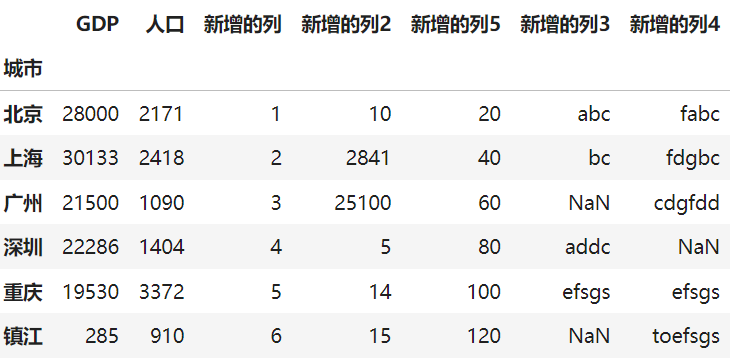 GDP 人口 新增的列 新增的列2 新增的列5 新增的列3 新增的列4
城市
北京 28000 2171 1 10 20 abc fabc
上海 30133 2418 2 2841 40 bc fdgbc
广州 21500 1090 3 25100 60 NaN cdgfdd
深圳 22286 1404 4 5 80 addc NaN
重庆 19530 3372 5 14 100 efsgs efsgs
镇江 285 910 6 15 120 NaN toefsgs